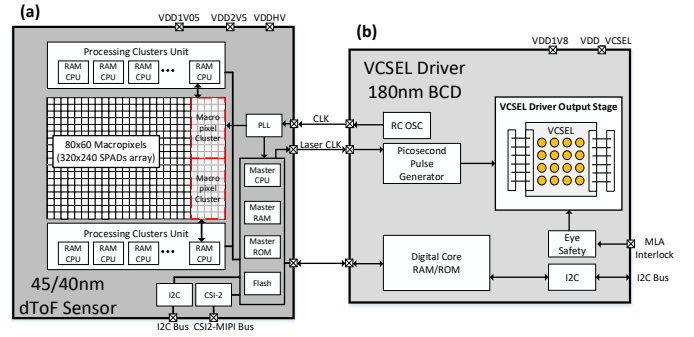 (a)
VDD1V05
VDD2V5
VDDHV
Processing Clusters Unit
RAM
CPU
RAM
CPU
RAM
CPU
RAM
CPU
RAM
CPU
80x60 Macropixels
(320x240 SPADs array)
Macro
pixel
Cluster
Macro
pixel
Cluster
Processing Clusters Unit
RAM
CPU
RAM
CPU
RAM
CPU
RAM
CPU
RAM
CPU
PLL
Master
CPU
Master
RAM
Master
ROM
Flash
45/40nm
dToF Sensor
I2C
CSI-2
I2C Bus
CSI2-MIPI Bus
CLK
Laser CLK
(b)
VDD1V8
VDD_VCSEL
VCSEL Driver
180nm BCD
RC OSC
Picosecond
Pulse
Generator
VCSEL Driver Output Stage
VCSEL
Eye
Safety
MLA
Interlock
Digital Core
RAM/ROM
I2C
I2C Bus